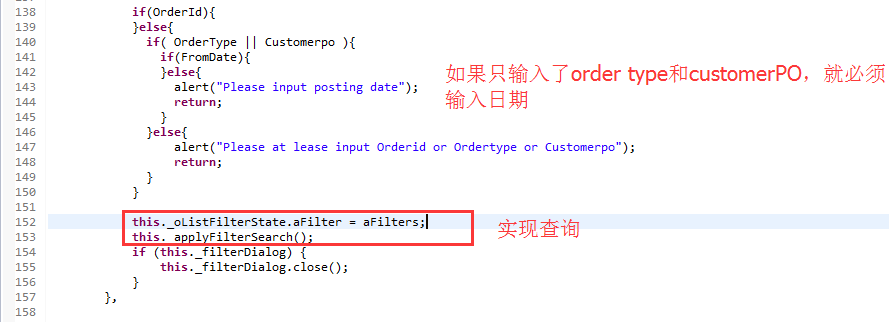 138 if(OrderId){
139 }else{
140 if( OrderType || Customerpo ){
141 if(FromDate){
142 }else{
143 alert("Please input posting date");
144 return;
145 }
146 }else{
147 alert("Please at lease input Orderid or Ordertype or Customerpo");
148 return;
149 }
150 }
151
152 this._oListFilterState.aFilter = aFilters;
153 this._applyFilterSearch();
154 if (this._filterDialog) {
155 this._filterDialog.close();
156 }
157 },
158
如果只输入了order type和customerPO，就必须
输入日期
实现查询